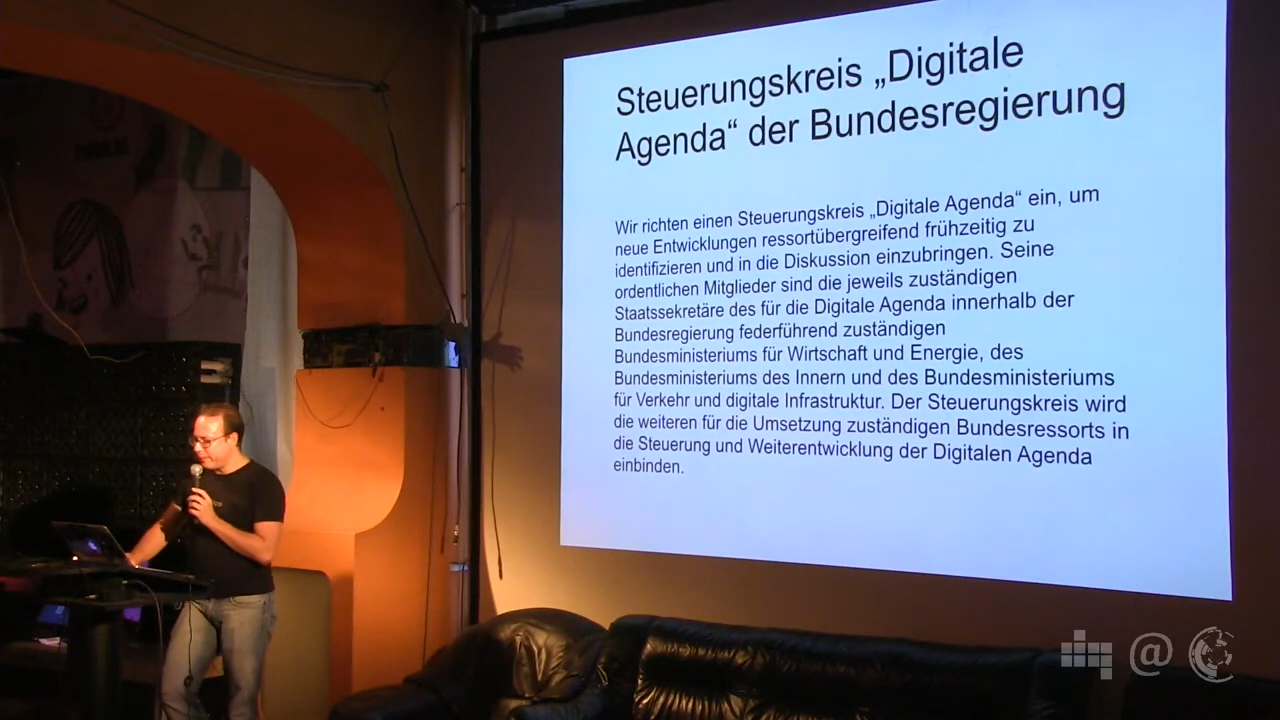 Steuerungskreis „Digitale
Agenda“ der Bundesregierung
Wir richten einen Steuerungskreis „Digitale Agenda“ ein, um
neue Entwicklungen ressortübergreifend frühzeitig zu
identifizieren und in die Diskussion einzubringen. Seine
ordentlichen Mitglieder sind die jeweils zuständigen
Staatssekretäre des für die Digitale Agenda innerhalb der
Bundesregierung federführend zuständigen
Bundesministeriums für Wirtschaft und Energie, des
Bundesministeriums des Innern und des Bundesministeriums
für Verkehr und digitale Infrastruktur. Der Steuerungskreis wird
die weiteren für die Umsetzung zuständigen Bundesressorts in
die Steuerung und Weiterentwicklung der Digitalen Agenda
einbinden.
@